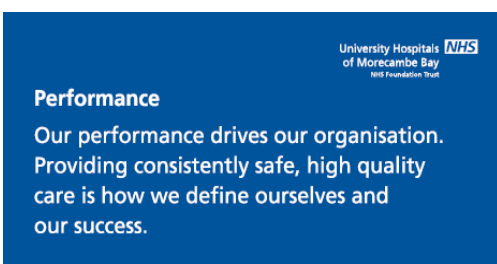 University Hospitals NHS
of Morecambe Bay
NHS Foundation Trust
Performance
Our performance drives our organisation.
Providing consistently safe, high quality
care is how we define ourselves and
our success.